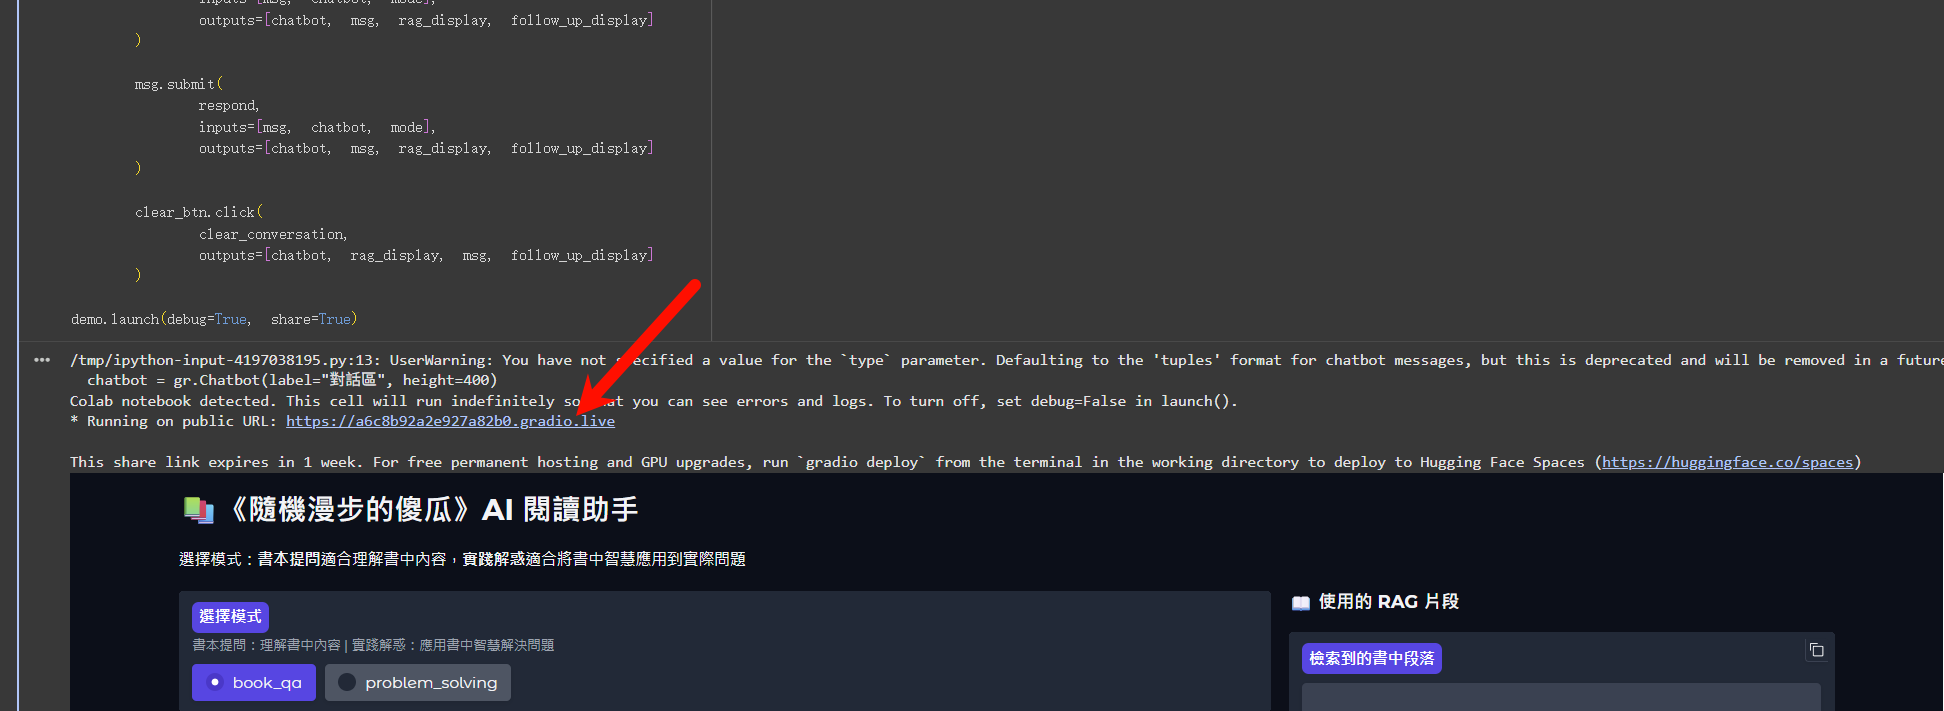 inputs=[msg, chatbot, mode],
outputs=[chatbot, msg, rag_display, follow_up_display]
)
msg.submit(
respond,
inputs=[msg, chatbot, mode],
outputs=[chatbot, msg, rag_display, follow_up_display]
)
clear_btn.click(
clear_conversation,
outputs=[chatbot, rag_display, msg, follow_up_display]
)
demo.launch(debug=True, share=True)
/tmp/ipython-input-4197038195.py:13: UserWarning: You have not specified a value for the `type` parameter. Defaulting to the 'tuples' format for chatbot messages, but this is deprecated and will be removed in a future
chatbot = gr.Chatbot(label="對話區", height=400)
Colab notebook detected. This cell will run indefinitely so that you can see errors and logs. To turn off, set debug=False in launch().
* Running on public URL: https://a6c8b92a2e927a82b0.gradio.live
This share link expires in 1 week. For free permanent hosting and GPU upgrades, run `gradio deploy` from the terminal in the working directory to deploy to Hugging Face Spaces (https://huggingface.co/spaces)
《隨機漫步的傻瓜》AI 閱讀助手
選擇模式：書本提問適合理解書中內容，實踐解惑適合將書中智慧應用到實際問題
選擇模式
書本提問：理解書中內容 | 實踐解惑：應用書中智慧解決問題
book_qa problem_solving
使用的 RAG 片段
檢索到的書中段落